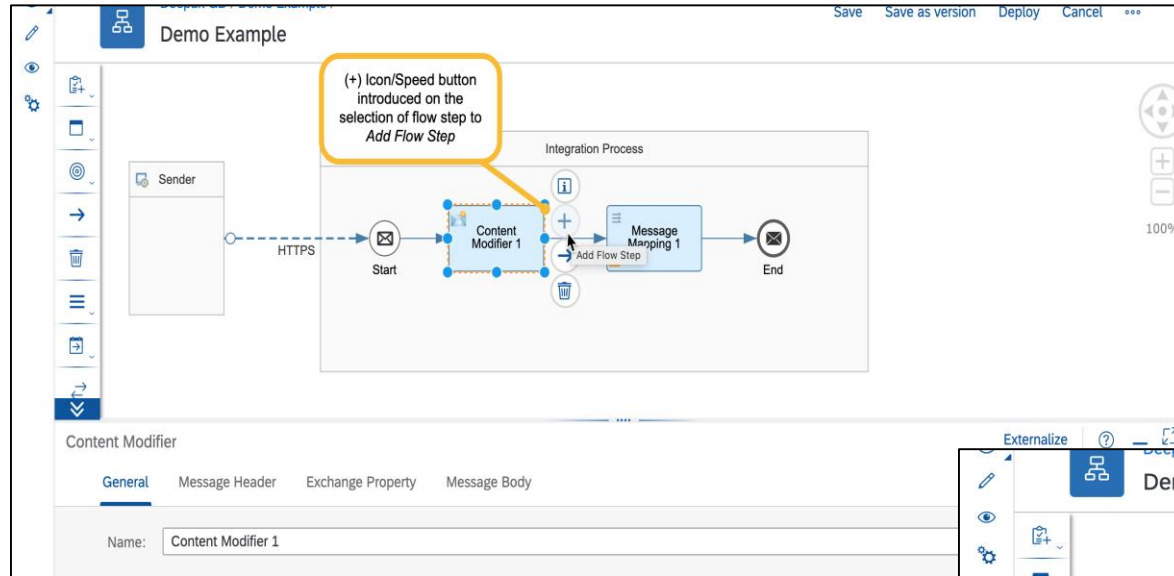 Save Save as version Deploy Cancel
Demo Example
(+) Icon/Speed button
introduced on the
selection of flow step to
Add Flow Step
Integration Process
Sender
Content
Modifier 1
Message
Mapping 1
HTTPS
Add Flow Step
Start
End
100%
Content Modifier
Externalize
General Message Header Exchange Property Message Body
Name: Content Modifier 1